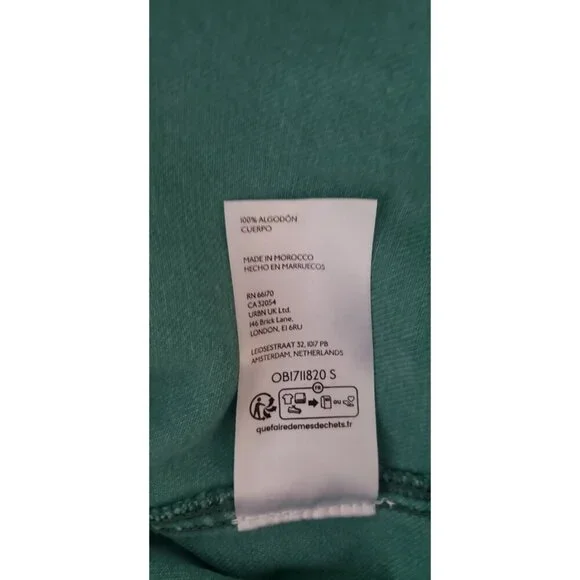 100% ALGODÓN
CUERPO
MADE IN MOROCCO
HECHO EN MARRUECOS
RN 66170
CA 32054
URBN UK Ltd.
146 Brick Lane,
LONDON, E1 6RU
LEIDSESTRAAT 32, 1017 PB
AMSTERDAM, NETHERLANDS
OB1711820 S
FR
ou
quefairedemesdechets.fr